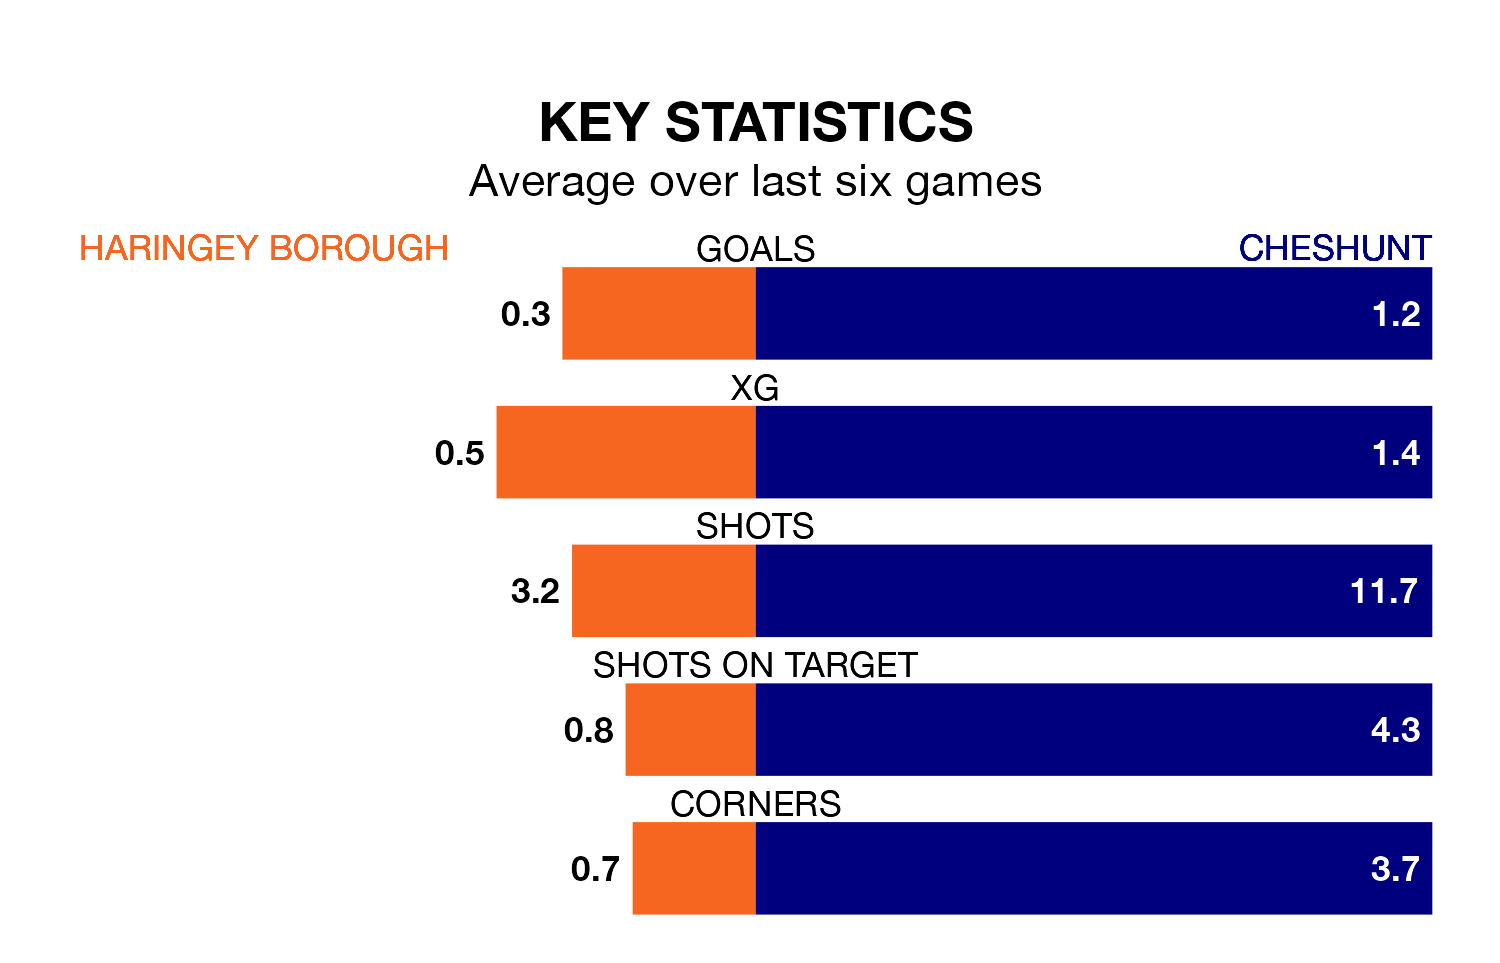 KEY STATISTICS
Average over last six games
HARINGEY BOROUGH GOALS CHESHUNT
0.3 1.2
XG
0.5 1.4
SHOTS
3.2 11.7
SHOTS ON TARGET
0.8 4.3
CORNERS
0.7 3.7